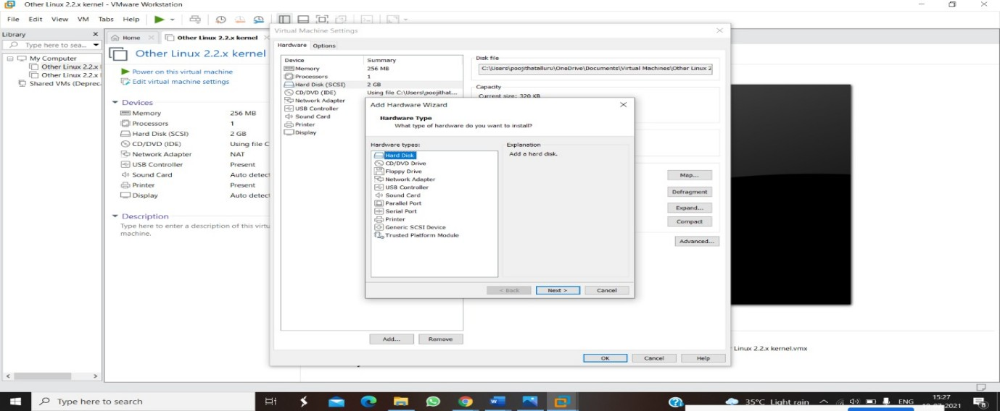 Other Linux 2.2.x kernel - VMware Workstation
File Edit View VM Tabs Help
Library
Type here to sea...
My Computer
Other Linux 2.2.x
Other Linux 2.2.x
Shared VMs (Deprec
Home
Other Linux 2.2.x kernel
Other Linux 2.2.x kernel
Power on this virtual machine
Edit virtual machine settings
Devices
Memory 256 MB
Processors 1
Hard Disk (SCSI) 2 GB
CD/DVD (IDE) Using file C
Network Adapter NAT
USB Controller Present
Sound Card Auto detect
Printer Present
Display Auto detect
Description
Type here to enter a description of this virtu
machine.
Virtual Machine Settings
Hardware Options
Device Summary
Memory 256 MB
Processors 1
Hard Disk (SCSI) 2 GB
CD/DVD (IDE) Using file C:\Users\poojithat...
Network Adapter
USB Controller
Sound Card
Printer
Display
Add... Remove
Disk file
C:\Users\poojithatalluru\OneDrive\Documents\Virtual Machines\Other Linux 2
Capacity
Current size: 320 KB
Map...
Defragment
Expand...
Compact
Advanced...
OK Cancel Help
Add Hardware Wizard
Hardware Type
What type of hardware do you want to install?
Hardware types:
Hard Disk
CD/DVD Drive
Floppy Drive
Network Adapter
USB Controller
Sound Card
Parallel Port
Serial Port
Printer
Generic SCSI Device
Trusted Platform Module
Explanation
Add a hard disk.
< Back Next > Cancel
Linux 2.2.x kernel.vmx
Type here to search
35°C Light rain
ENG
15:27
2021
8